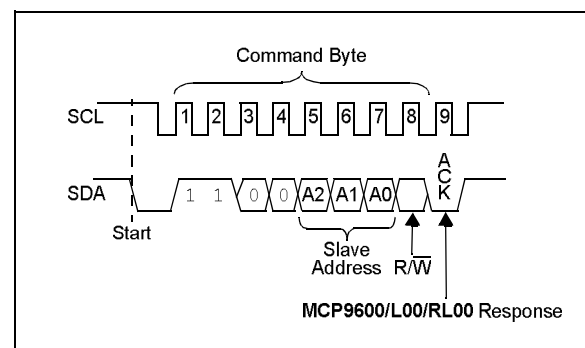 Command Byte
SCL 1 2 3 4 5 6 7 8 9
ACK
SDA 1 1 0 0 A2 A1 A0
Start
Slave
Address
R/W̅
MCP9600/L00/RL00 Response